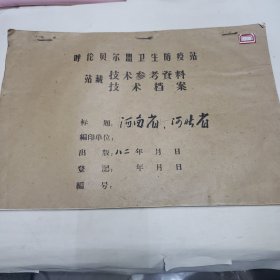 呼伦贝尔盟卫生防疫站
站藏 技术参考资料
技术档案
标题：河南省、河北省
编印单位：
出版：八二年 月 日
登记： 年 月 日
编号：